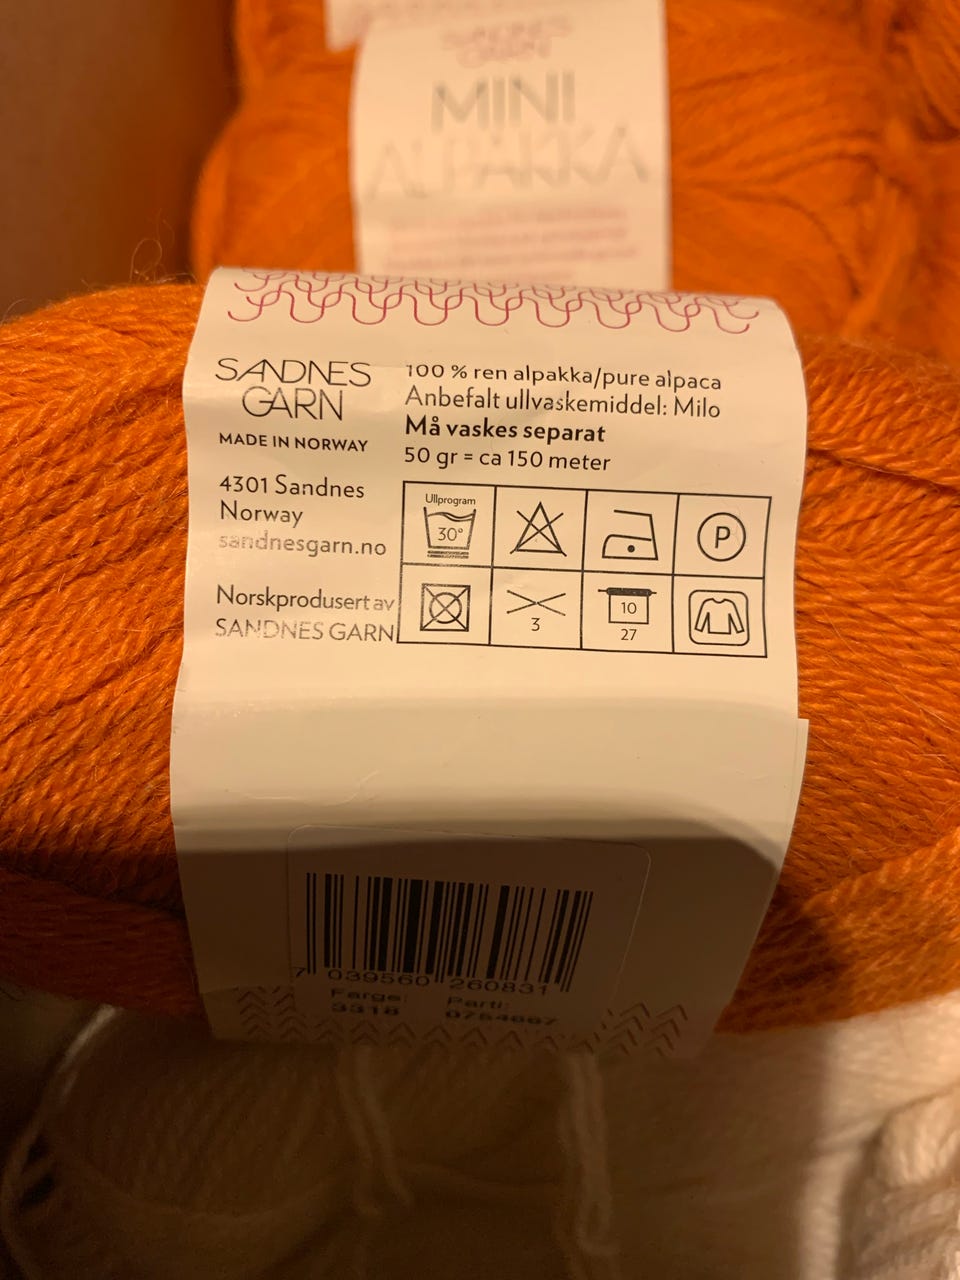 SANDNES
GARN
MINI
ALPAKKA
SANDNES
GARN
MADE IN NORWAY
4301 Sandnes
Norway
sandnesgarn.no
Norskprodusert av
SANDNES GARN
100 % ren alpakka/pure alpaca
Anbefalt ullvaskemiddel: Milo
Må vaskes separat
50 gr = ca 150 meter
Ullprogram
30°
P
3
10
27
7 039560 260831
Farge: Parti:
3318